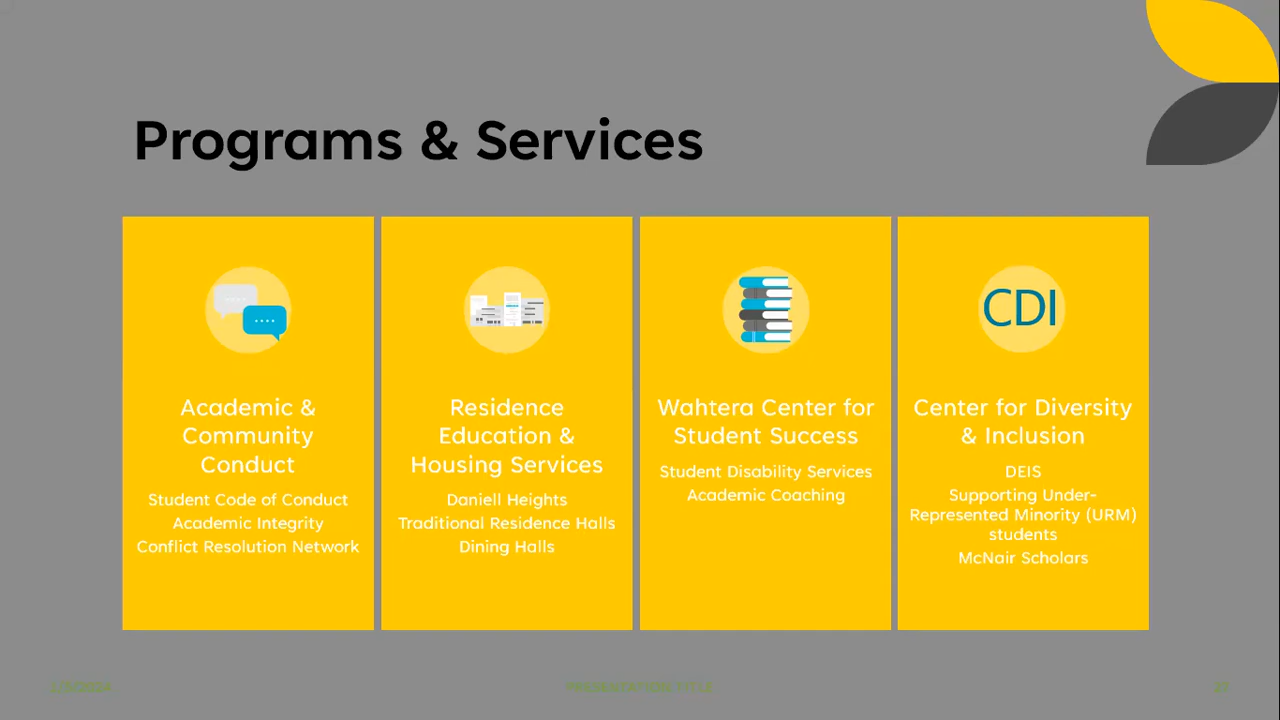 Programs & Services
CDI
Academic &
Community
Conduct
Student Code of Conduct
Academic Integrity
Conflict Resolution Network
Residence
Education &
Housing Services
Daniell Heights
Traditional Residence Halls
Dining Halls
Wahtera Center for
Student Success
Student Disability Services
Academic Coaching
Center for Diversity
& Inclusion
DEIS
Supporting Under-
Represented Minority (URM)
students
McNair Scholars
PRESENTATION TITLE